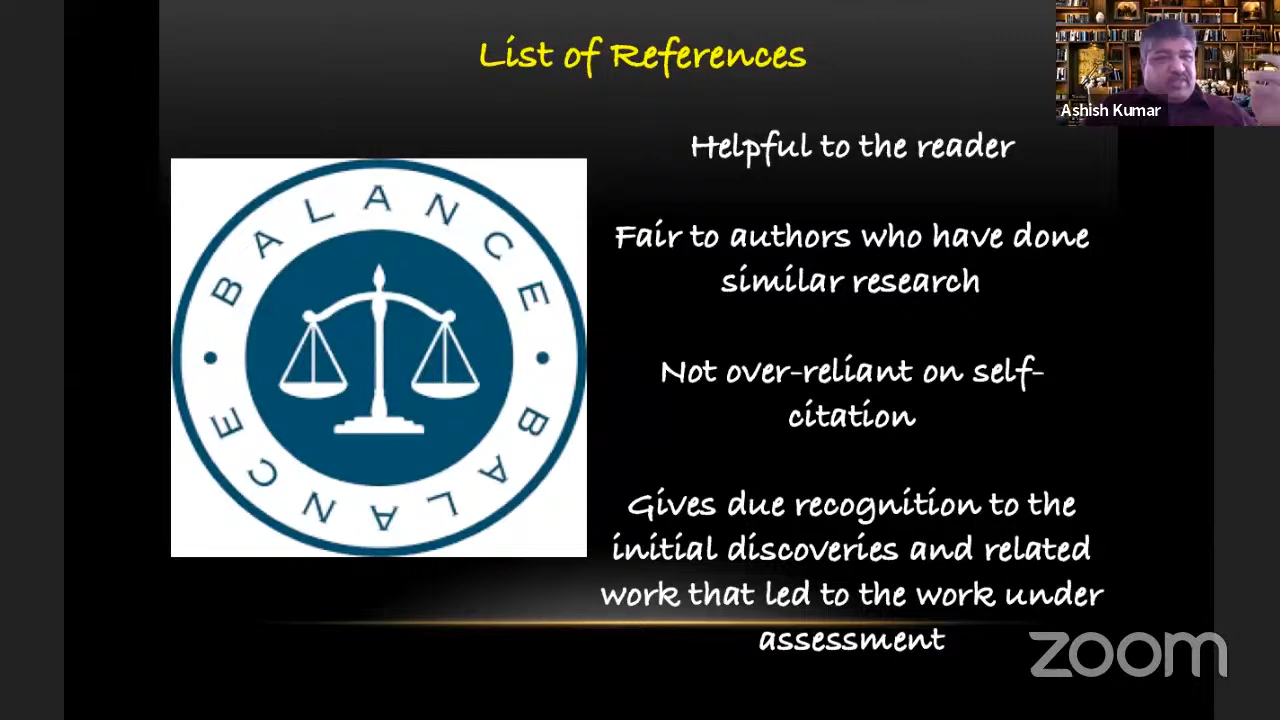 List of References
Ashish Kumar
Helpful to the reader
BALANCE
Fair to authors who have done
similar research
Not over-reliant on self-
citation
BALANCE
Gives due recognition to the
initial discoveries and related
work that led to the work under
assessment
zoom